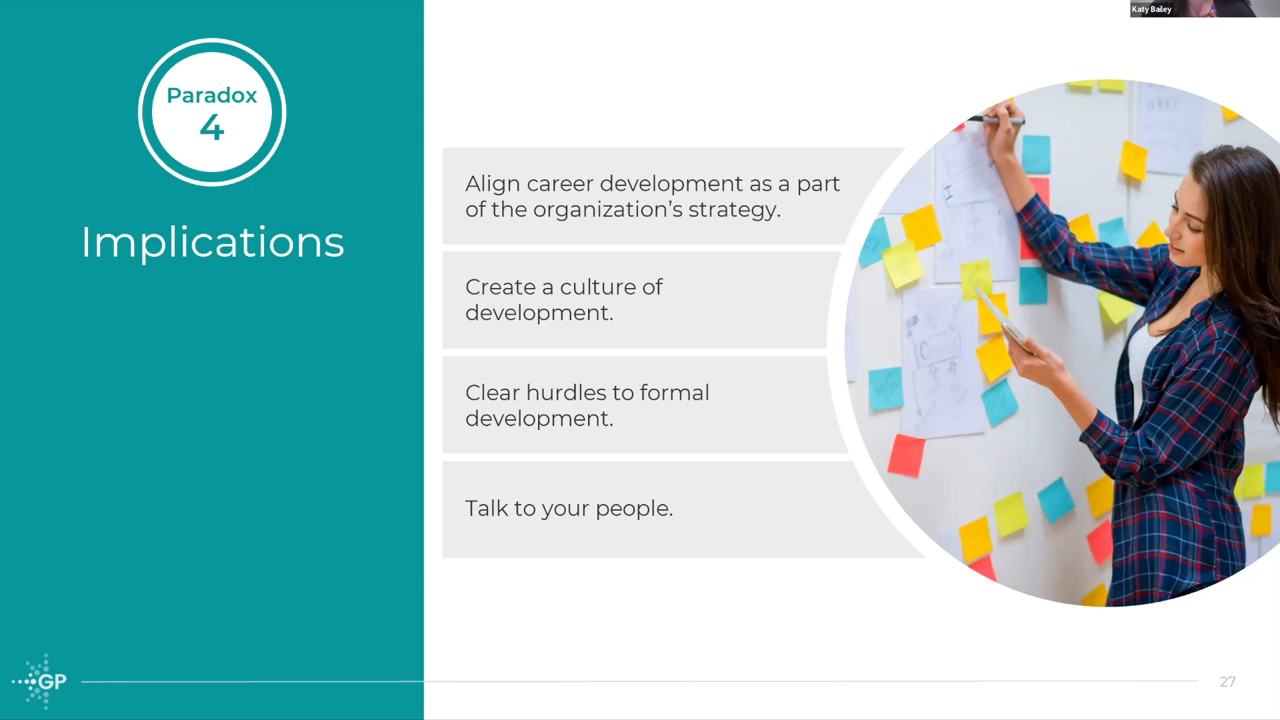 Katy Bailey
Paradox
4
Implications
Align career development as a part
of the organization’s strategy.
Create a culture of
development.
Clear hurdles to formal
development.
Talk to your people.
GP
27